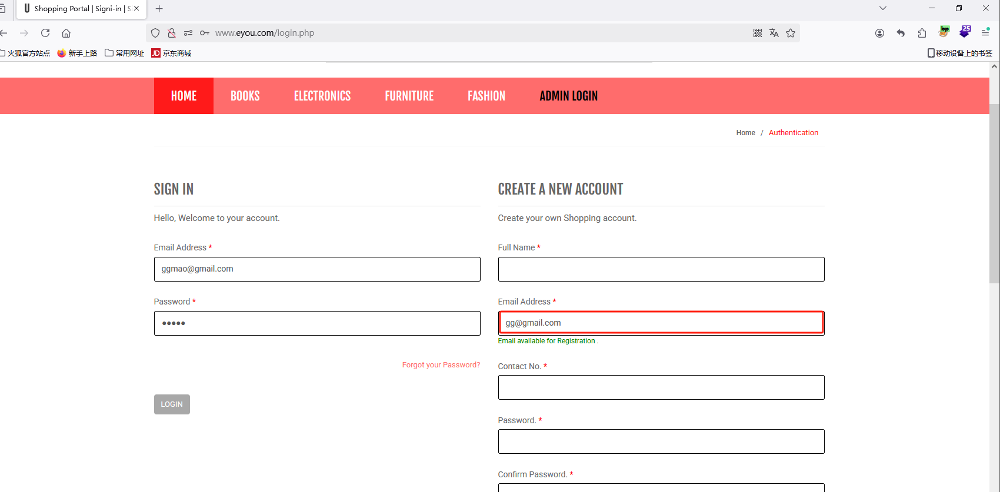 Shopping Portal | Signi-in | S
www.eyou.com/login.php
bp
25
火狐官方站点
新手上路
常用网址
JD 京东商城
移动设备上的书签
HOME BOOKS ELECTRONICS FURNITURE FASHION ADMIN LOGIN
Home / Authentication
SIGN IN
Hello, Welcome to your account.
Email Address *
ggmao@gmail.com
Password *
•••••
Forgot your Password?
LOGIN
CREATE A NEW ACCOUNT
Create your own Shopping account.
Full Name *
Email Address *
gg@gmail.com
Email available for Registration .
Contact No. *
Password. *
Confirm Password. *